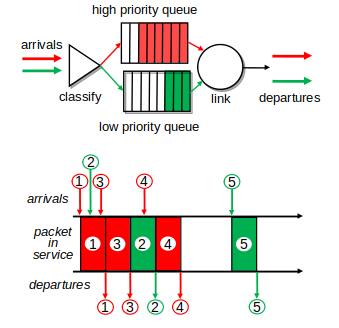 high priority queue
arrivals
classify
link
departures
low priority queue
2
1 3 4 5
arrivals
packet
in
service
1 3 2 4 5
departures
1 3 2 4 5